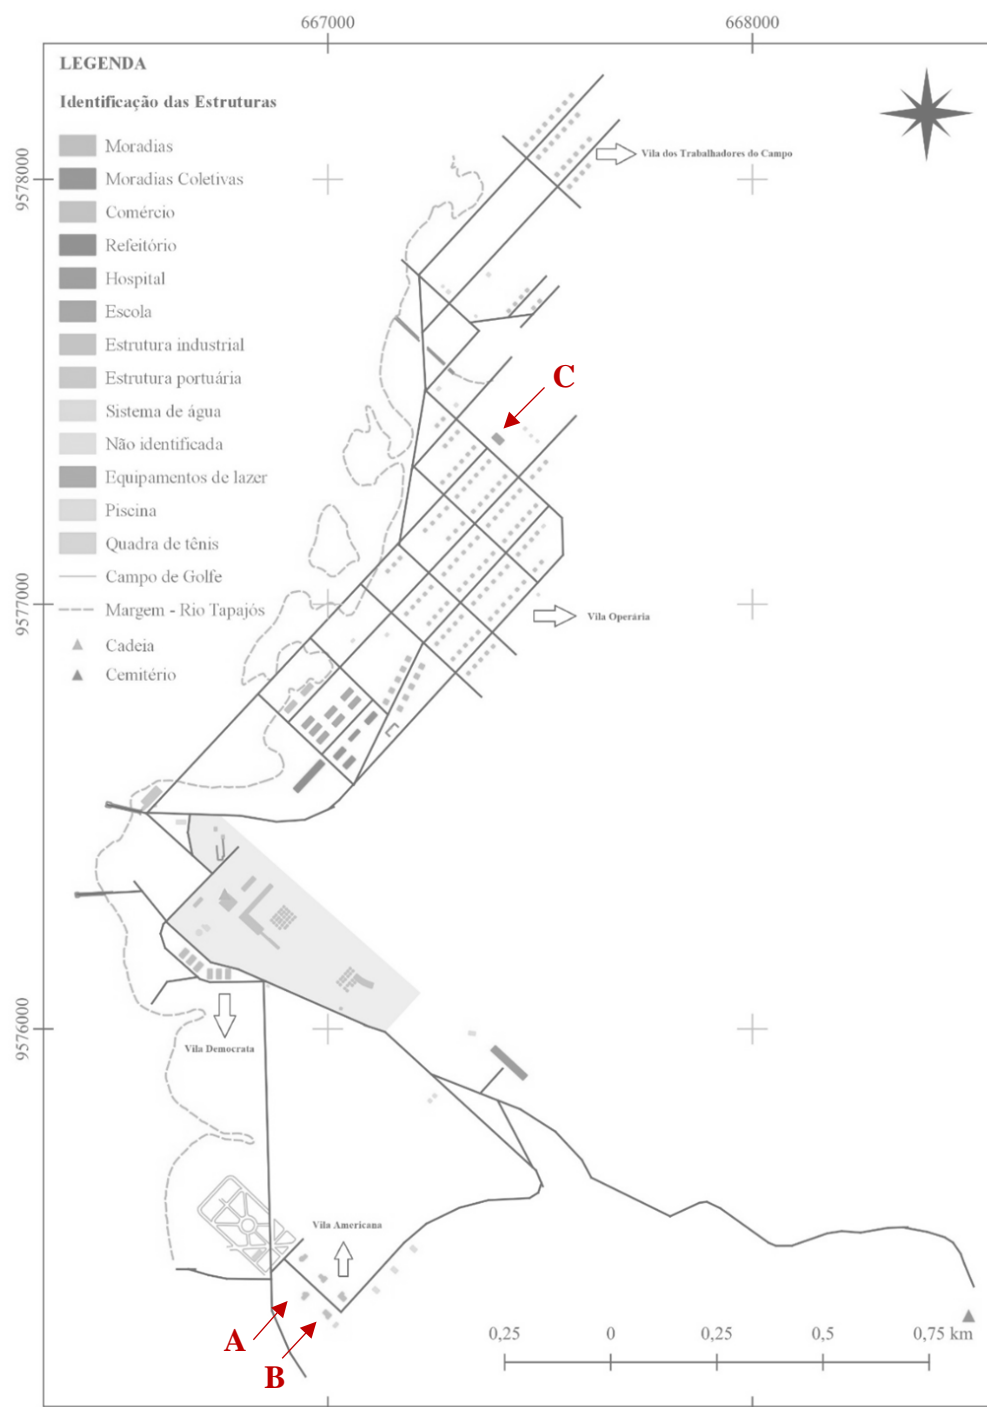 667000
668000
LEGENDA
Identificação das Estruturas
Moradias
Moradias Coletivas
Comércio
Refeitório
Hospital
Escola
Estrutura industrial
Estrutura portuária
Sistema de água
Não identificada
Equipamentos de lazer
Piscina
Quadra de tênis
Campo de Golfe
Margem - Rio Tapajós
Cadeia
Cemitério
9578000
Vila dos Trabalhadores do Campo
C
9577000
Vila Operária
9576000
Vila Democrata
Vila Americana
A
B
0,25 0 0,25 0,5 0,75 km